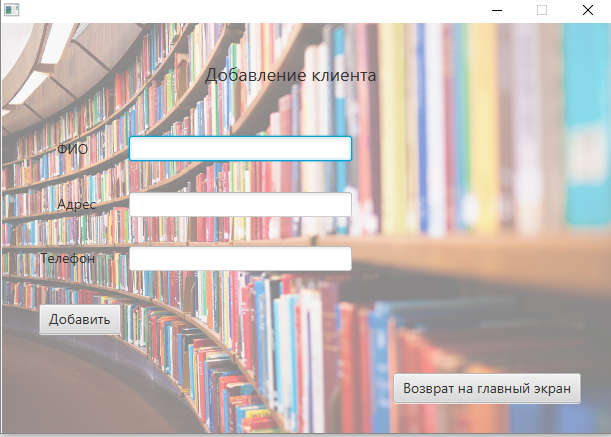 Добавление клиента
ФИО
Адрес
Телефон
Добавить
Возврат на главный экран